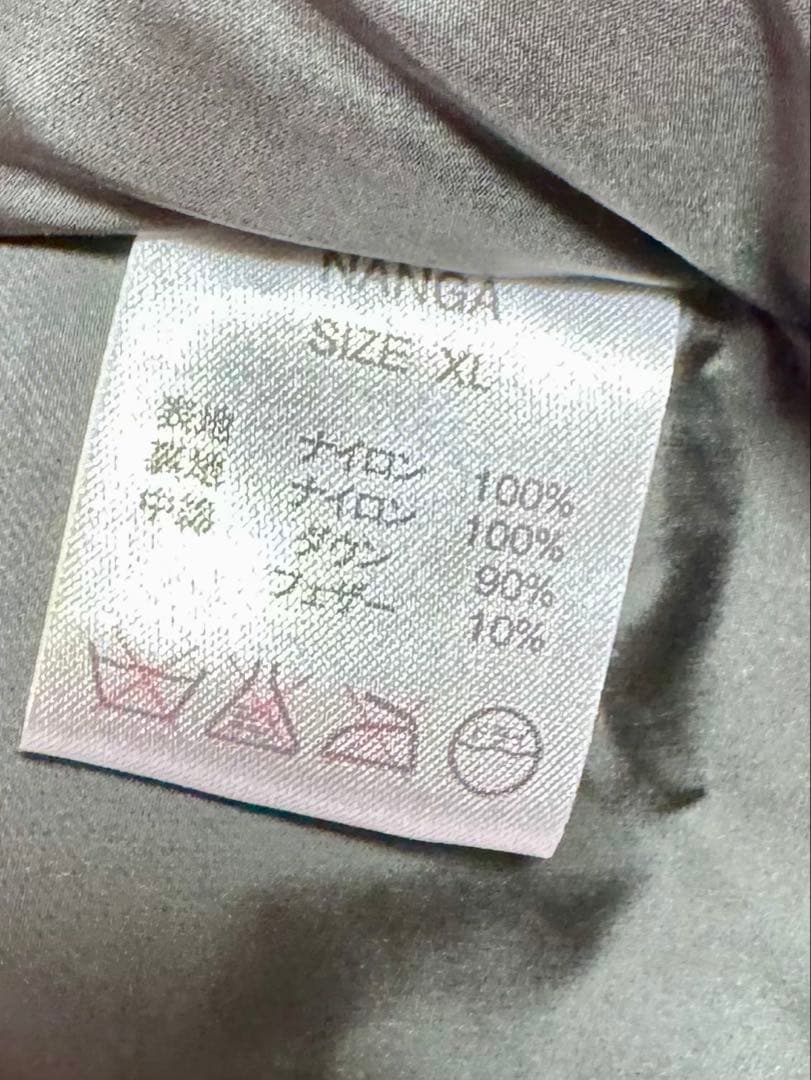 NANGA
SIZE XL
表地 ナイロン 100%
裏地 ナイロン 100%
中綿 ダウン 90%
フェザー 10%